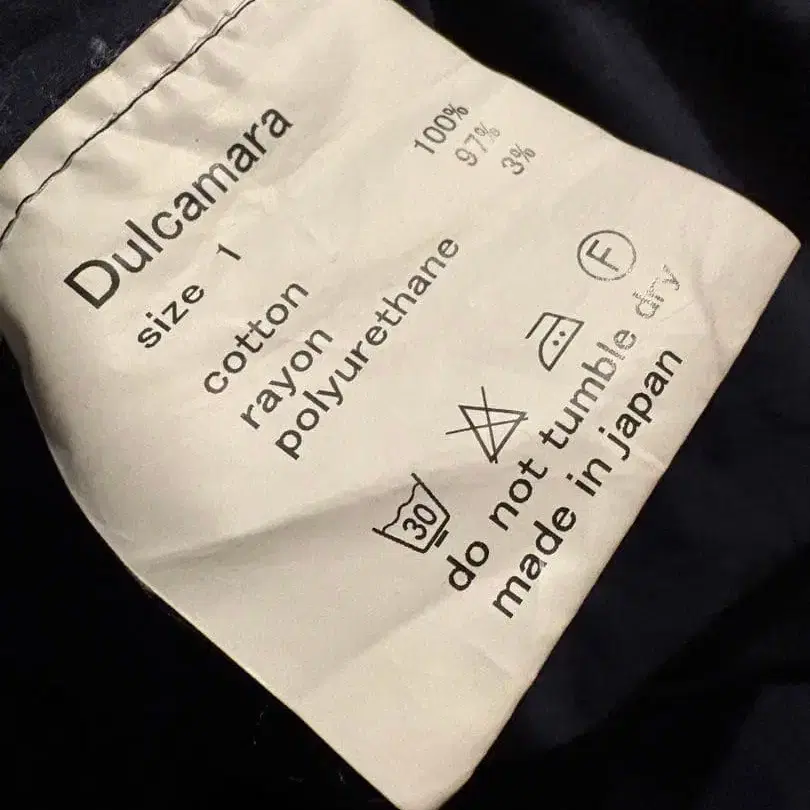 Dulcamara
size 1
cotton 100%
rayon 97%
polyurethane 3%
30 F
do not tumble dry
made in japan